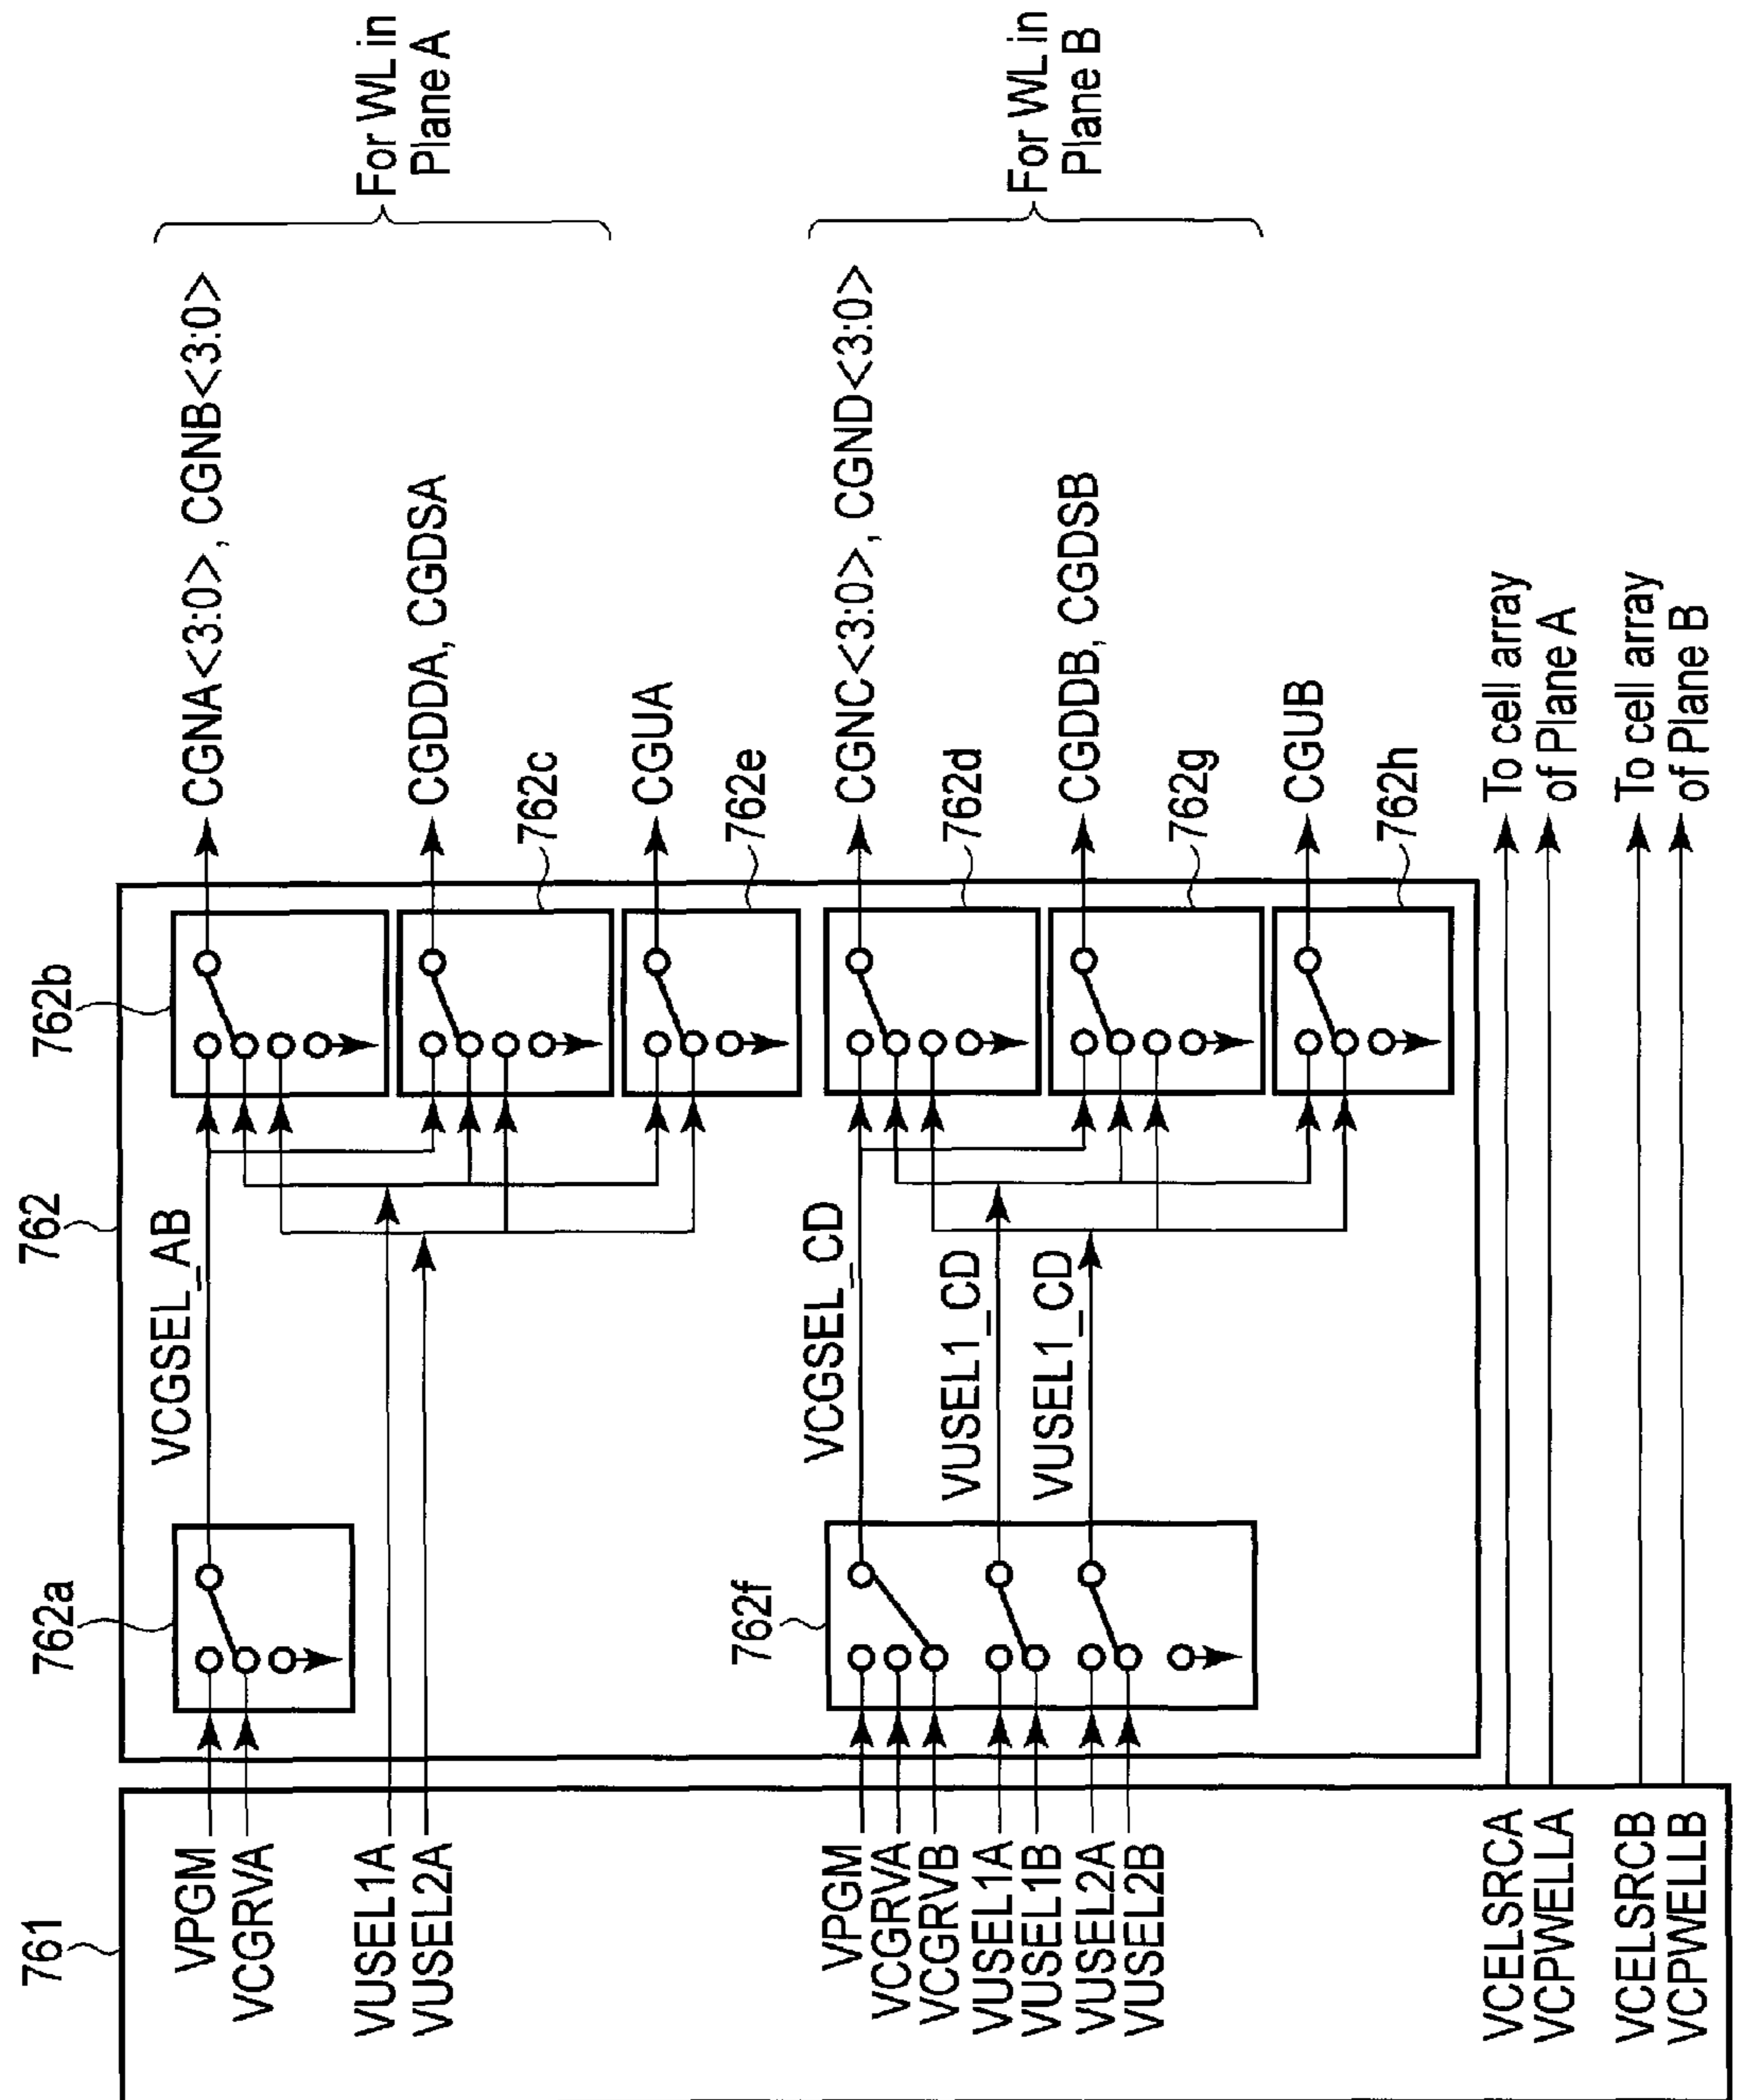 761
VPGM
VCGRVA
VUSEL1A
VUSEL2A
VPGM
VCGRVA
VCGRVB
VUSEL1A
VUSEL1B
VUSEL2A
VUSEL2B
VCELSRCA
VCPWELLA
VCELSRCB
VCPWELLB
762
762a
VCGSEL_AB
762f
VCGSEL_CD
VUSEL1_CD
VUSEL1_CD
762b
762c
762e
762d
762g
762h
CGNA<3:0>, CGNB<3:0>
CGDDA, CGDSA
CGUA
For WL in
Plane A
CGNC<3:0>, CGND<3:0>
CGDDB, CGDSB
CGUB
For WL in
Plane B
To cell array
of Plane A
To cell array
of Plane B